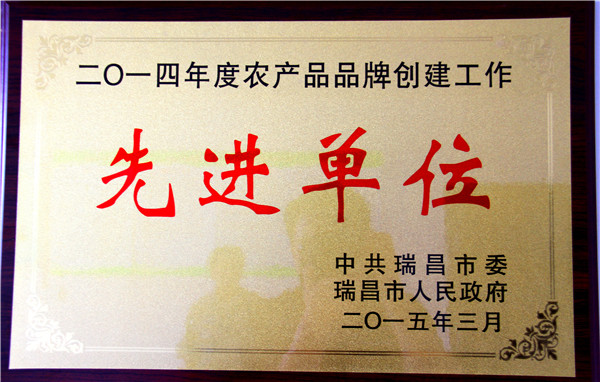 二〇一四年度农产品品牌创建工作
先进单位
中共瑞昌市委
瑞昌市人民政府
二〇一五年三月